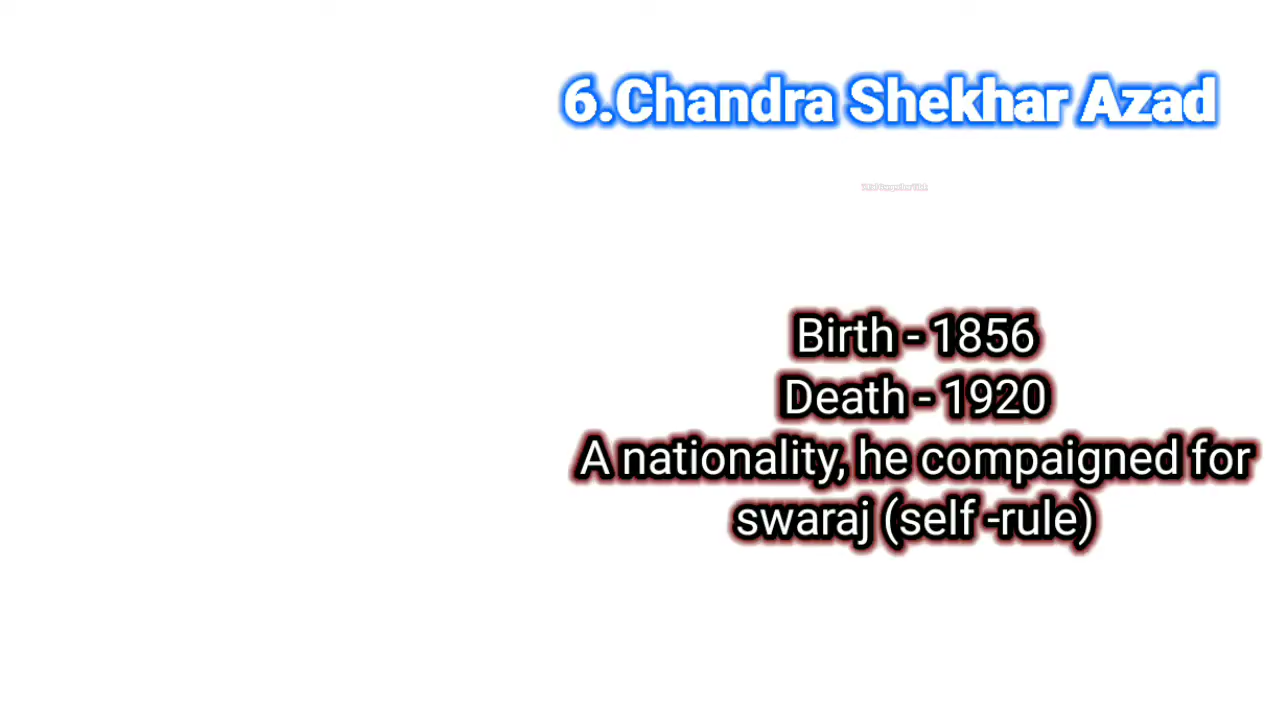 6.Chandra Shekhar Azad
Birth - 1856
Death - 1920
A nationality, he compaigned for
swaraj (self -rule)